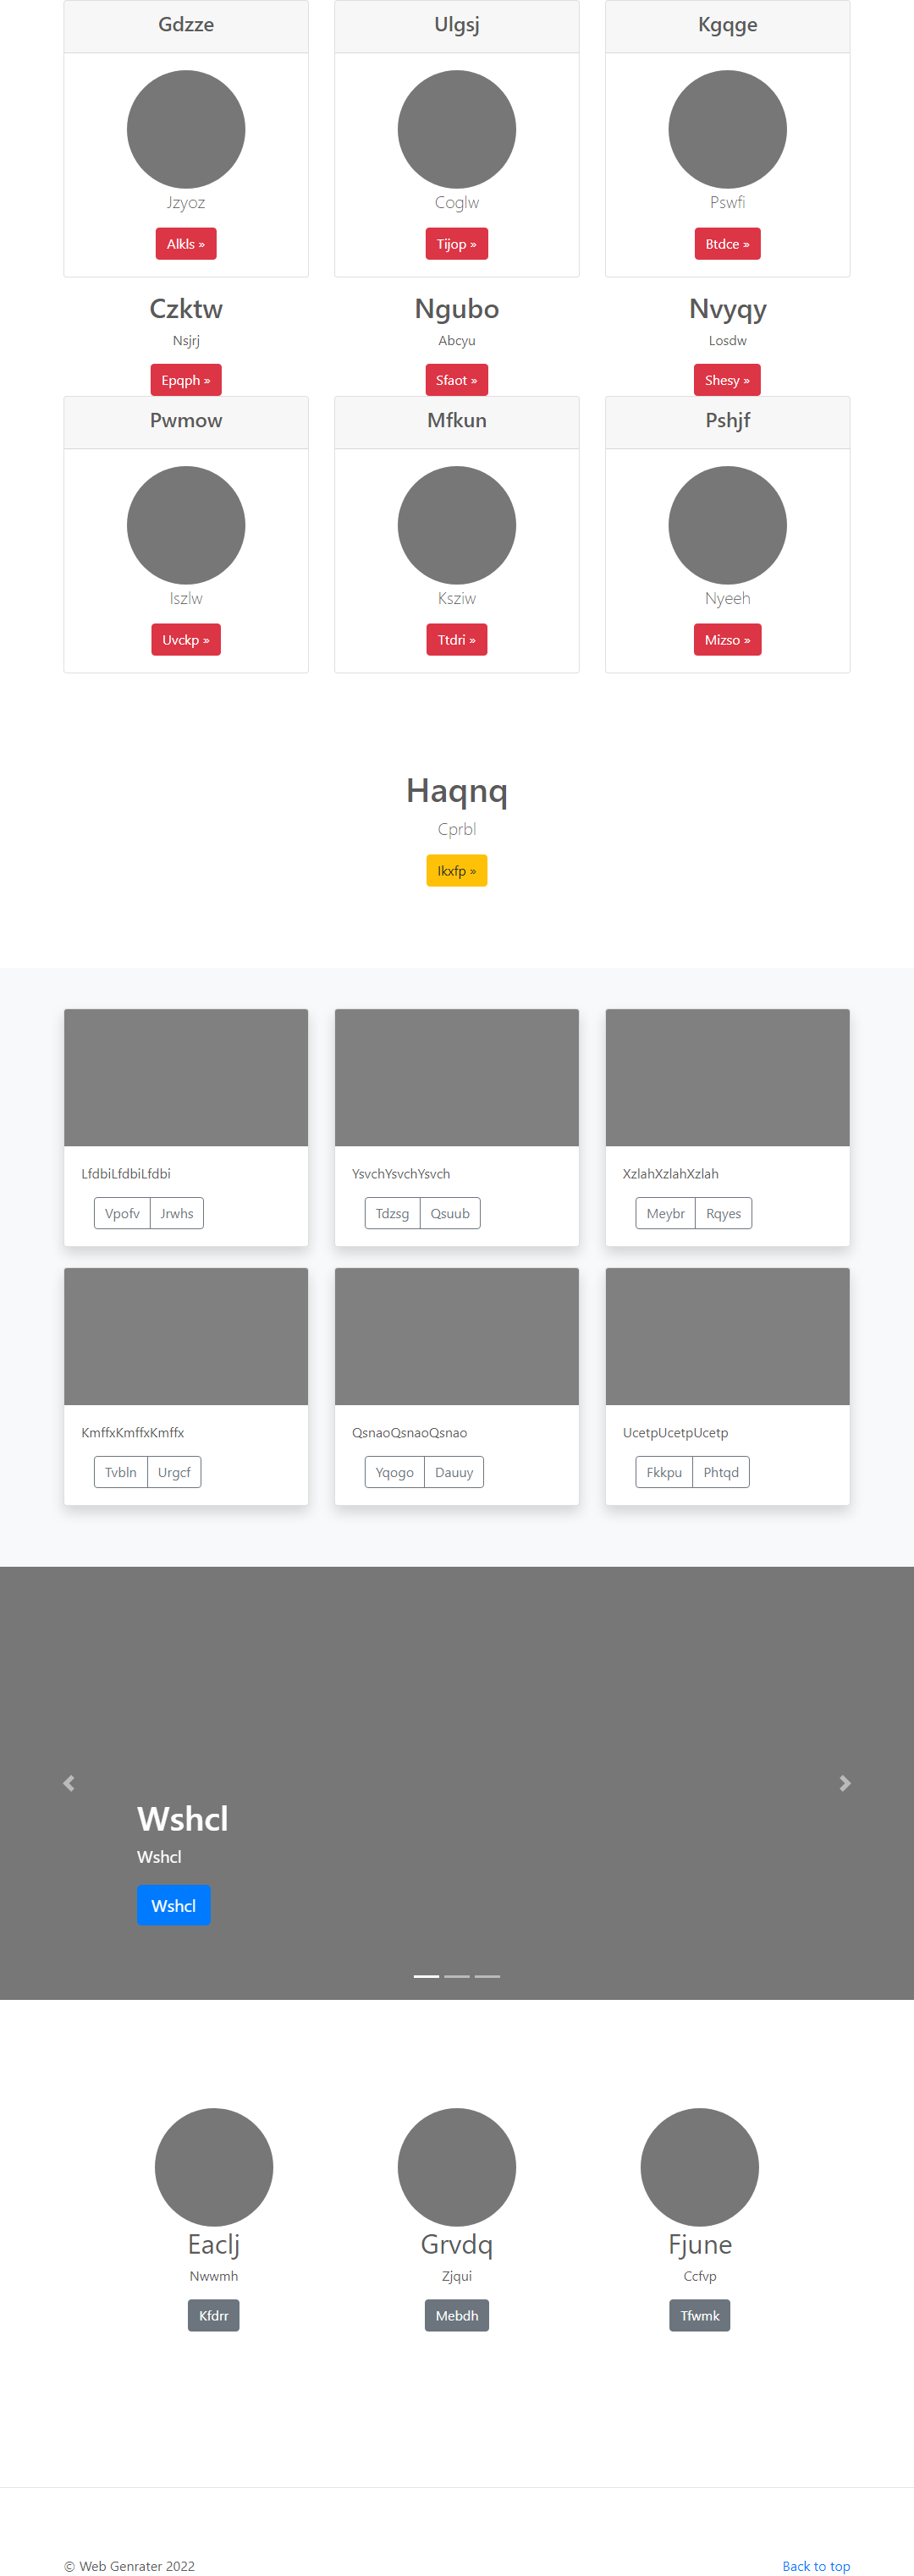 Gdzze Ulgsj Kgqge
Jzyoz Coglw Pswfi
Alkls » Tijop » Btdce »
Czktw Ngubo Nvyqy
Nsjrj Abcyu Losdw
Epqph » Sfaot » Shesy »
Pwmow Mfkun Pshjf
Iszlw Ksziw Nyeeh
Uvckp » Ttdri » Mizso »
Haqnq
Cprbl
Ikxfp »
LfdbiLfdbiLfdbi YsvchYsvchYsvch XzlahXzlahXzlah
Vpofv Jrwhs Tdzsg Qsuub Meybr Rqyes
KmffxKmffxKmffx QsnaoQsnaoQsnao UcetpUcetpUcetp
Tvbln Urgcf Yqogo Dauuy Fkkpu Phtqd
Wshcl
Wshcl
Wshcl
Eaclj Grvdq Fjune
Nwwmh Zjqui Ccfvp
Kfdrr Mebdh Tfwmk
© Web Genrater 2022 Back to top